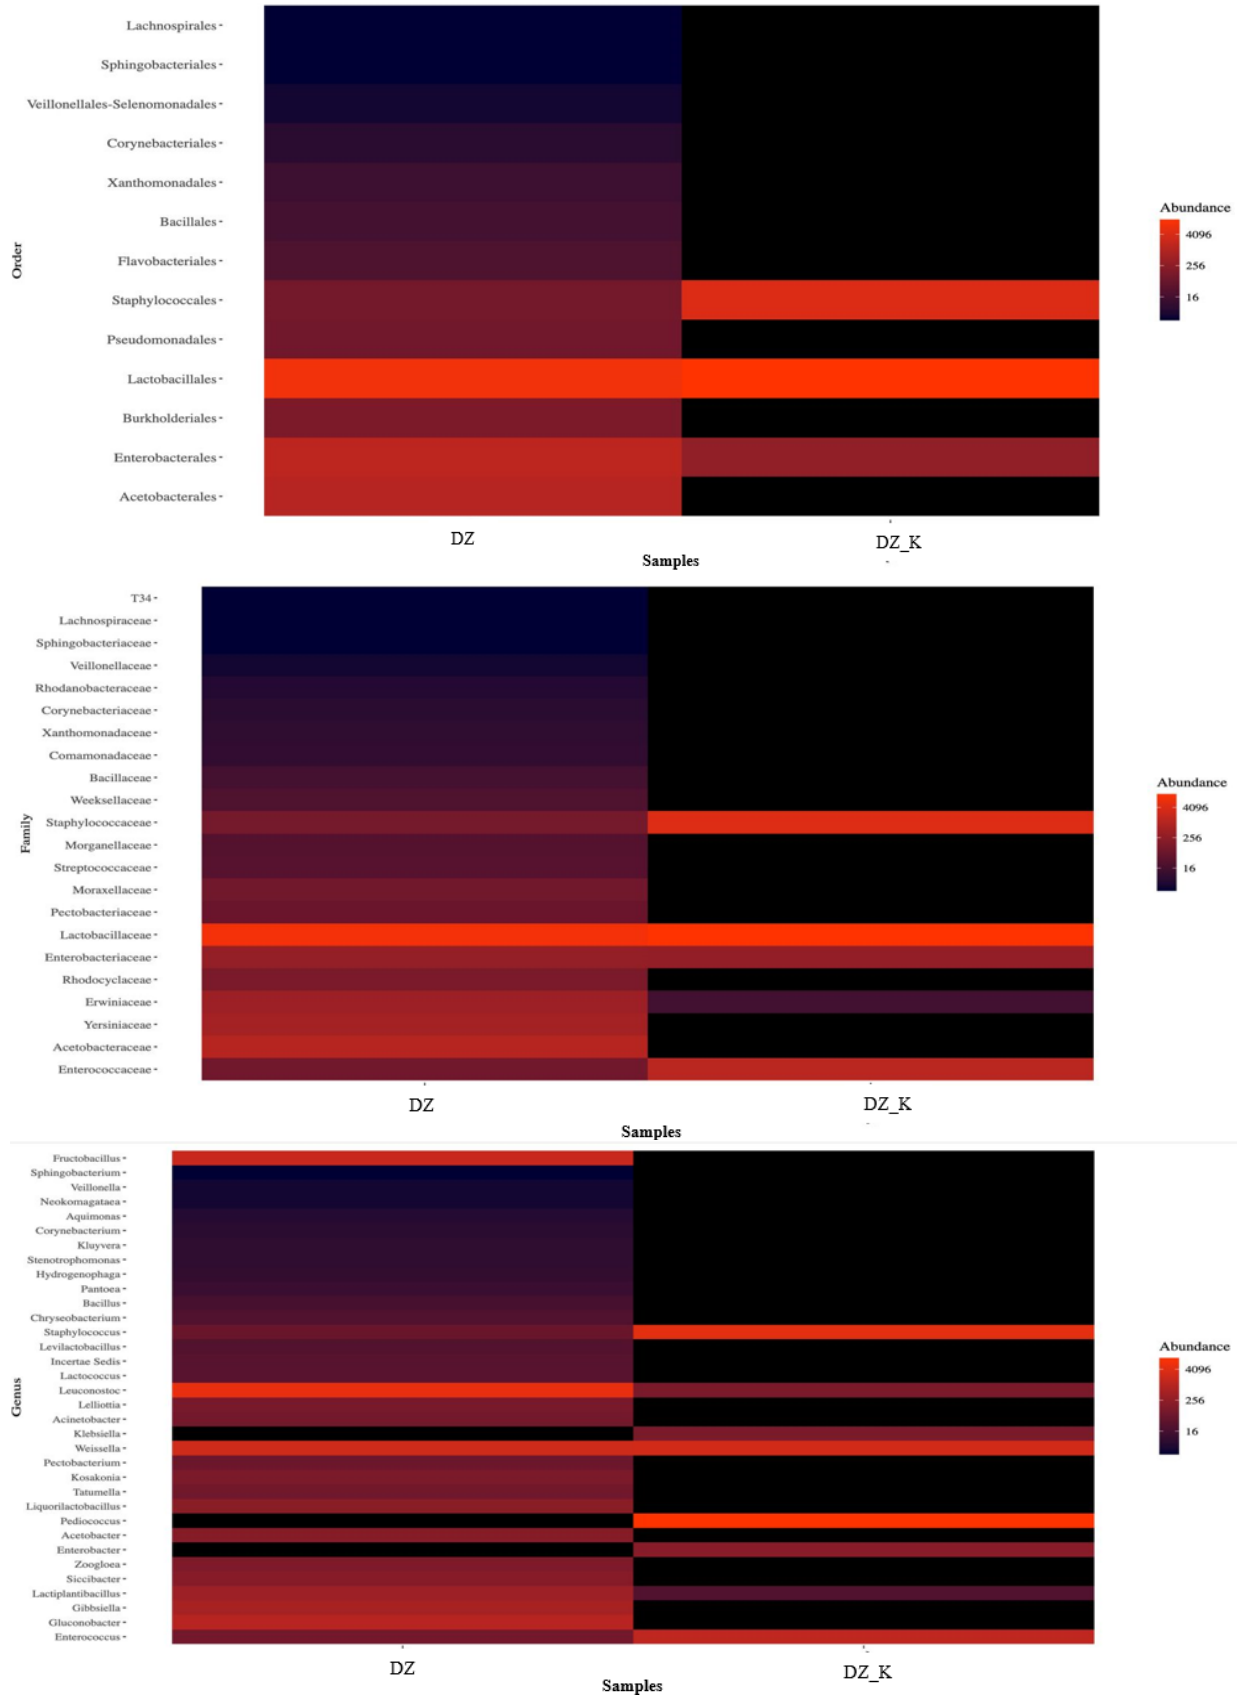 Lachnospirales
Sphingobacteriales
Veillonellales-Selenomonadales
Corynebacteriales
Xanthomonadales
Bacillales
Flavobacteriales
Staphylococcales
Pseudomonadales
Lactobacillales
Burkholderiales
Enterobacterales
Acetobacterales
Order
DZ
DZ_K
Samples
Abundance
4096
256
16
T34
Lachnospiraceae
Sphingobacteriaceae
Veillonellaceae
Rhodanobacteraceae
Corynebacteriaceae
Xanthomonadaceae
Comamonadaceae
Bacillaceae
Weeksellaceae
Staphylococcaceae
Morganellaceae
Streptococcaceae
Moraxellaceae
Pectobacteriaceae
Lactobacillaceae
Enterobacteriaceae
Rhodocyclaceae
Erwiniaceae
Yersiniaceae
Acetobacteraceae
Enterococcaceae
Family
DZ
DZ_K
Samples
Abundance
4096
256
16
Fructobacillus
Sphingobacterium
Veillonella
Neokomagataea
Aquimonas
Corynebacterium
Kluyvera
Stenotrophomonas
Hydrogenophaga
Pantoea
Bacillus
Chryseobacterium
Staphylococcus
Levilactobacillus
Incertae Sedis
Lactococcus
Leuconostoc
Lelliottia
Acinetobacter
Klebsiella
Weissella
Pectobacterium
Kosakonia
Tatumella
Liquorilactobacillus
Pediococcus
Acetobacter
Enterobacter
Zoogloea
Siccibacter
Lactiplantibacillus
Gibbsiella
Gluconobacter
Enterococcus
Genus
DZ
DZ_K
Samples
Abundance
4096
256
16